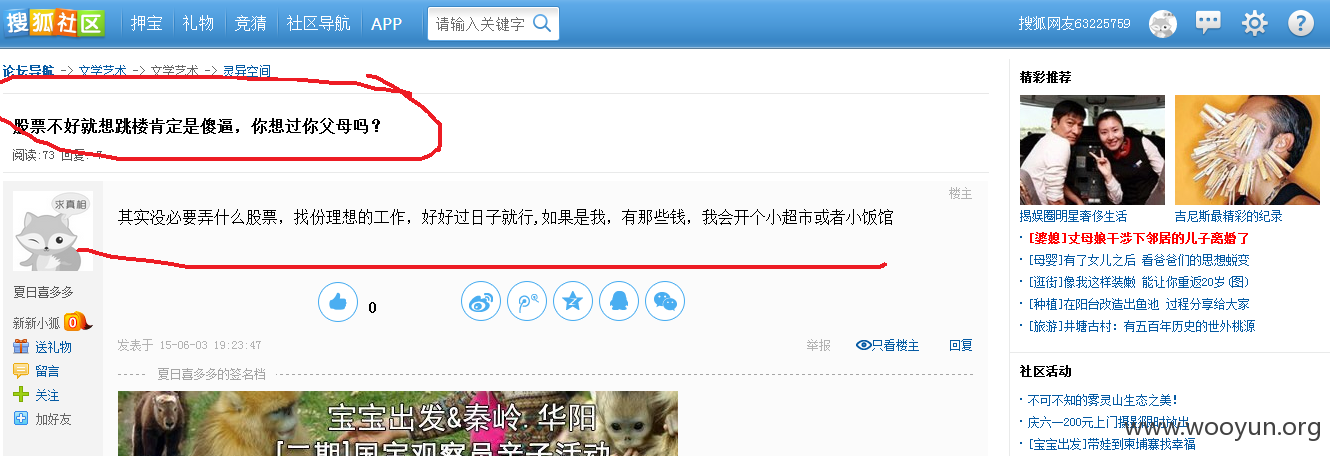 搜狐社区 押宝 礼物 竞猜 社区导航 APP 请输入关键字 搜狐网友63225759
论坛导航 -> 文学艺术 -> 文学艺术 -> 灵异空间
股票不好就想跳楼肯定是傻逼，你想过你父母吗？
阅读:73 回复: 7
楼主
求真相
其实没必要弄什么股票，找份理想的工作，好好过日子就行,如果是我，有那些钱，我会开个小超市或者小饭馆
夏日喜多多
0
新新小狐 0
送礼物
留言
关注
加好友
发表于 15-06-03 19:23:47 举报 只看楼主 回复
夏日喜多多的签名档
宝宝出发&秦岭.华阳
[二期]国宝观察员亲子活动
精彩推荐
揭娱圈明星奢侈生活 吉尼斯最精彩的纪录
[婆媳]丈母娘干涉下邻居的儿子离婚了
[母婴]有了女儿之后 看爸爸们的思想蜕变
[逛街]像我这样装嫩 能让你重返20岁(图)
[种植]在阳台改造出鱼池 过程分享给大家
[旅游]井塘古村：有五百年历史的世外桃源
社区活动
不可不知的雾灵山生态之美！
庆六一200元上门摄影限时送出
[宝宝出发]带娃到柬埔寨找幸福
www.wooyun.org